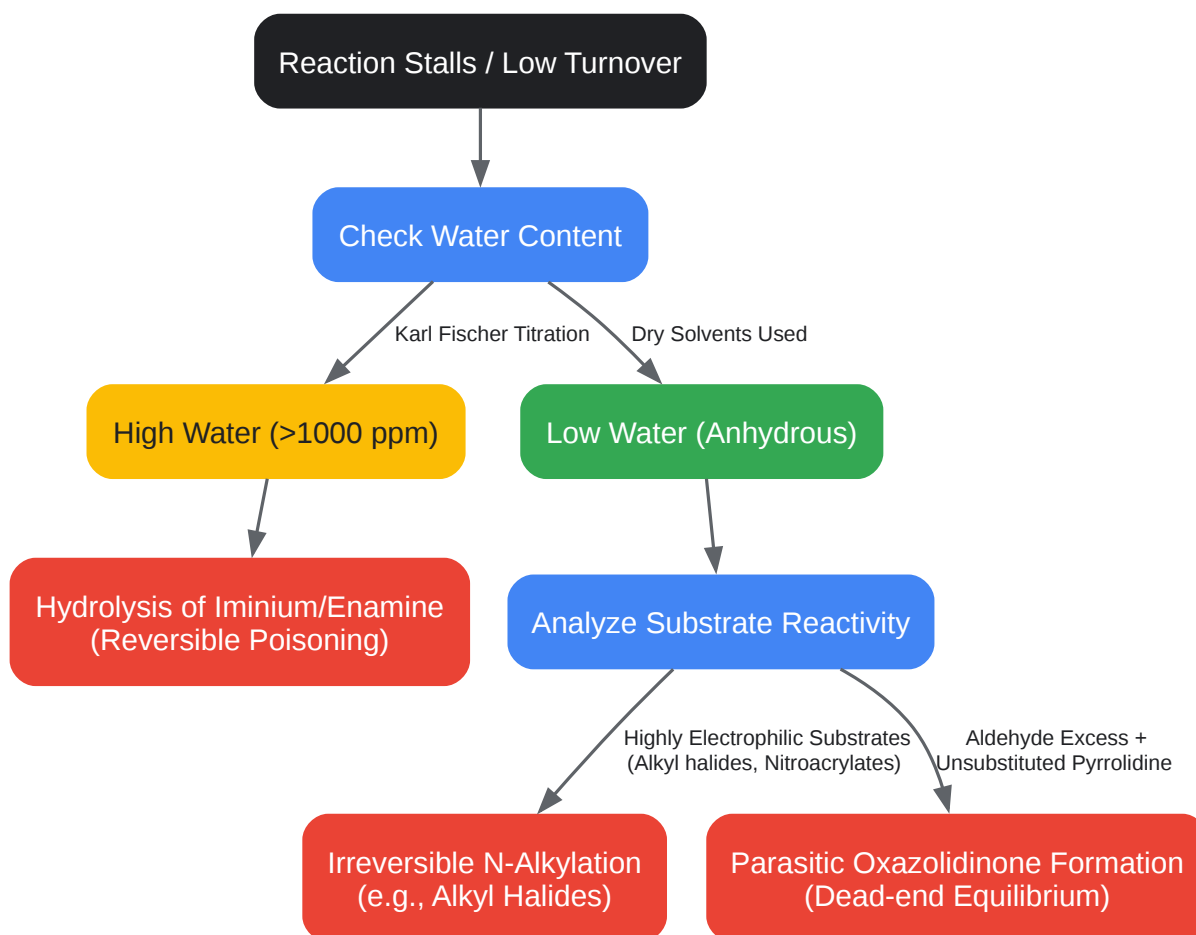 Reaction Stalls / Low Turnover
Check Water Content
Karl Fischer Titration
Dry Solvents Used
High Water (>1000 ppm)
Low Water (Anhydrous)
Hydrolysis of Iminium/Enamine
(Reversible Poisoning)
Analyze Substrate Reactivity
Highly Electrophilic Substrates
(Alkyl halides, Nitroacrylates)
Aldehyde Excess +
Unsubstituted Pyrrolidine
Irreversible N-Alkylation
(e.g., Alkyl Halides)
Parasitic Oxazolidinone Formation
(Dead-end Equilibrium)